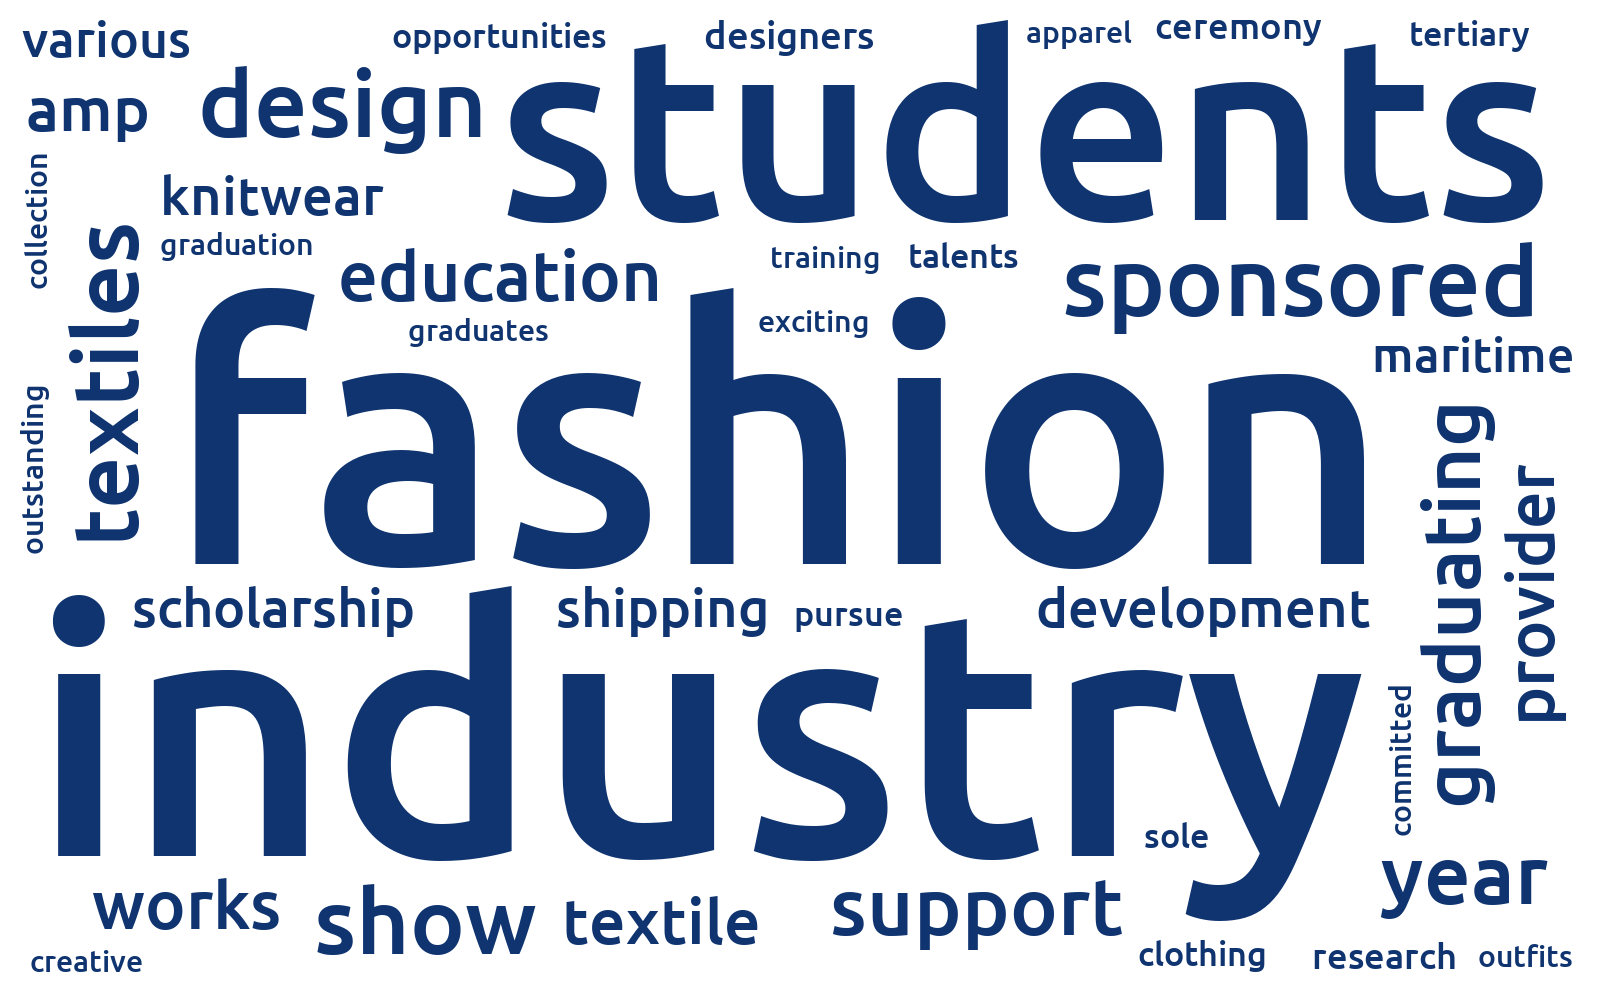 various
opportunities
designers
apparel
ceremony
tertiary
amp
design
students
collection
knitwear
graduation
textiles
education
training
talents
sponsored
graduates
exciting
fashion
maritime
outstanding
graduating
provider
scholarship
shipping
pursue
development
industry
committed
sole
works
show
textile
support
year
creative
clothing
research
outfits